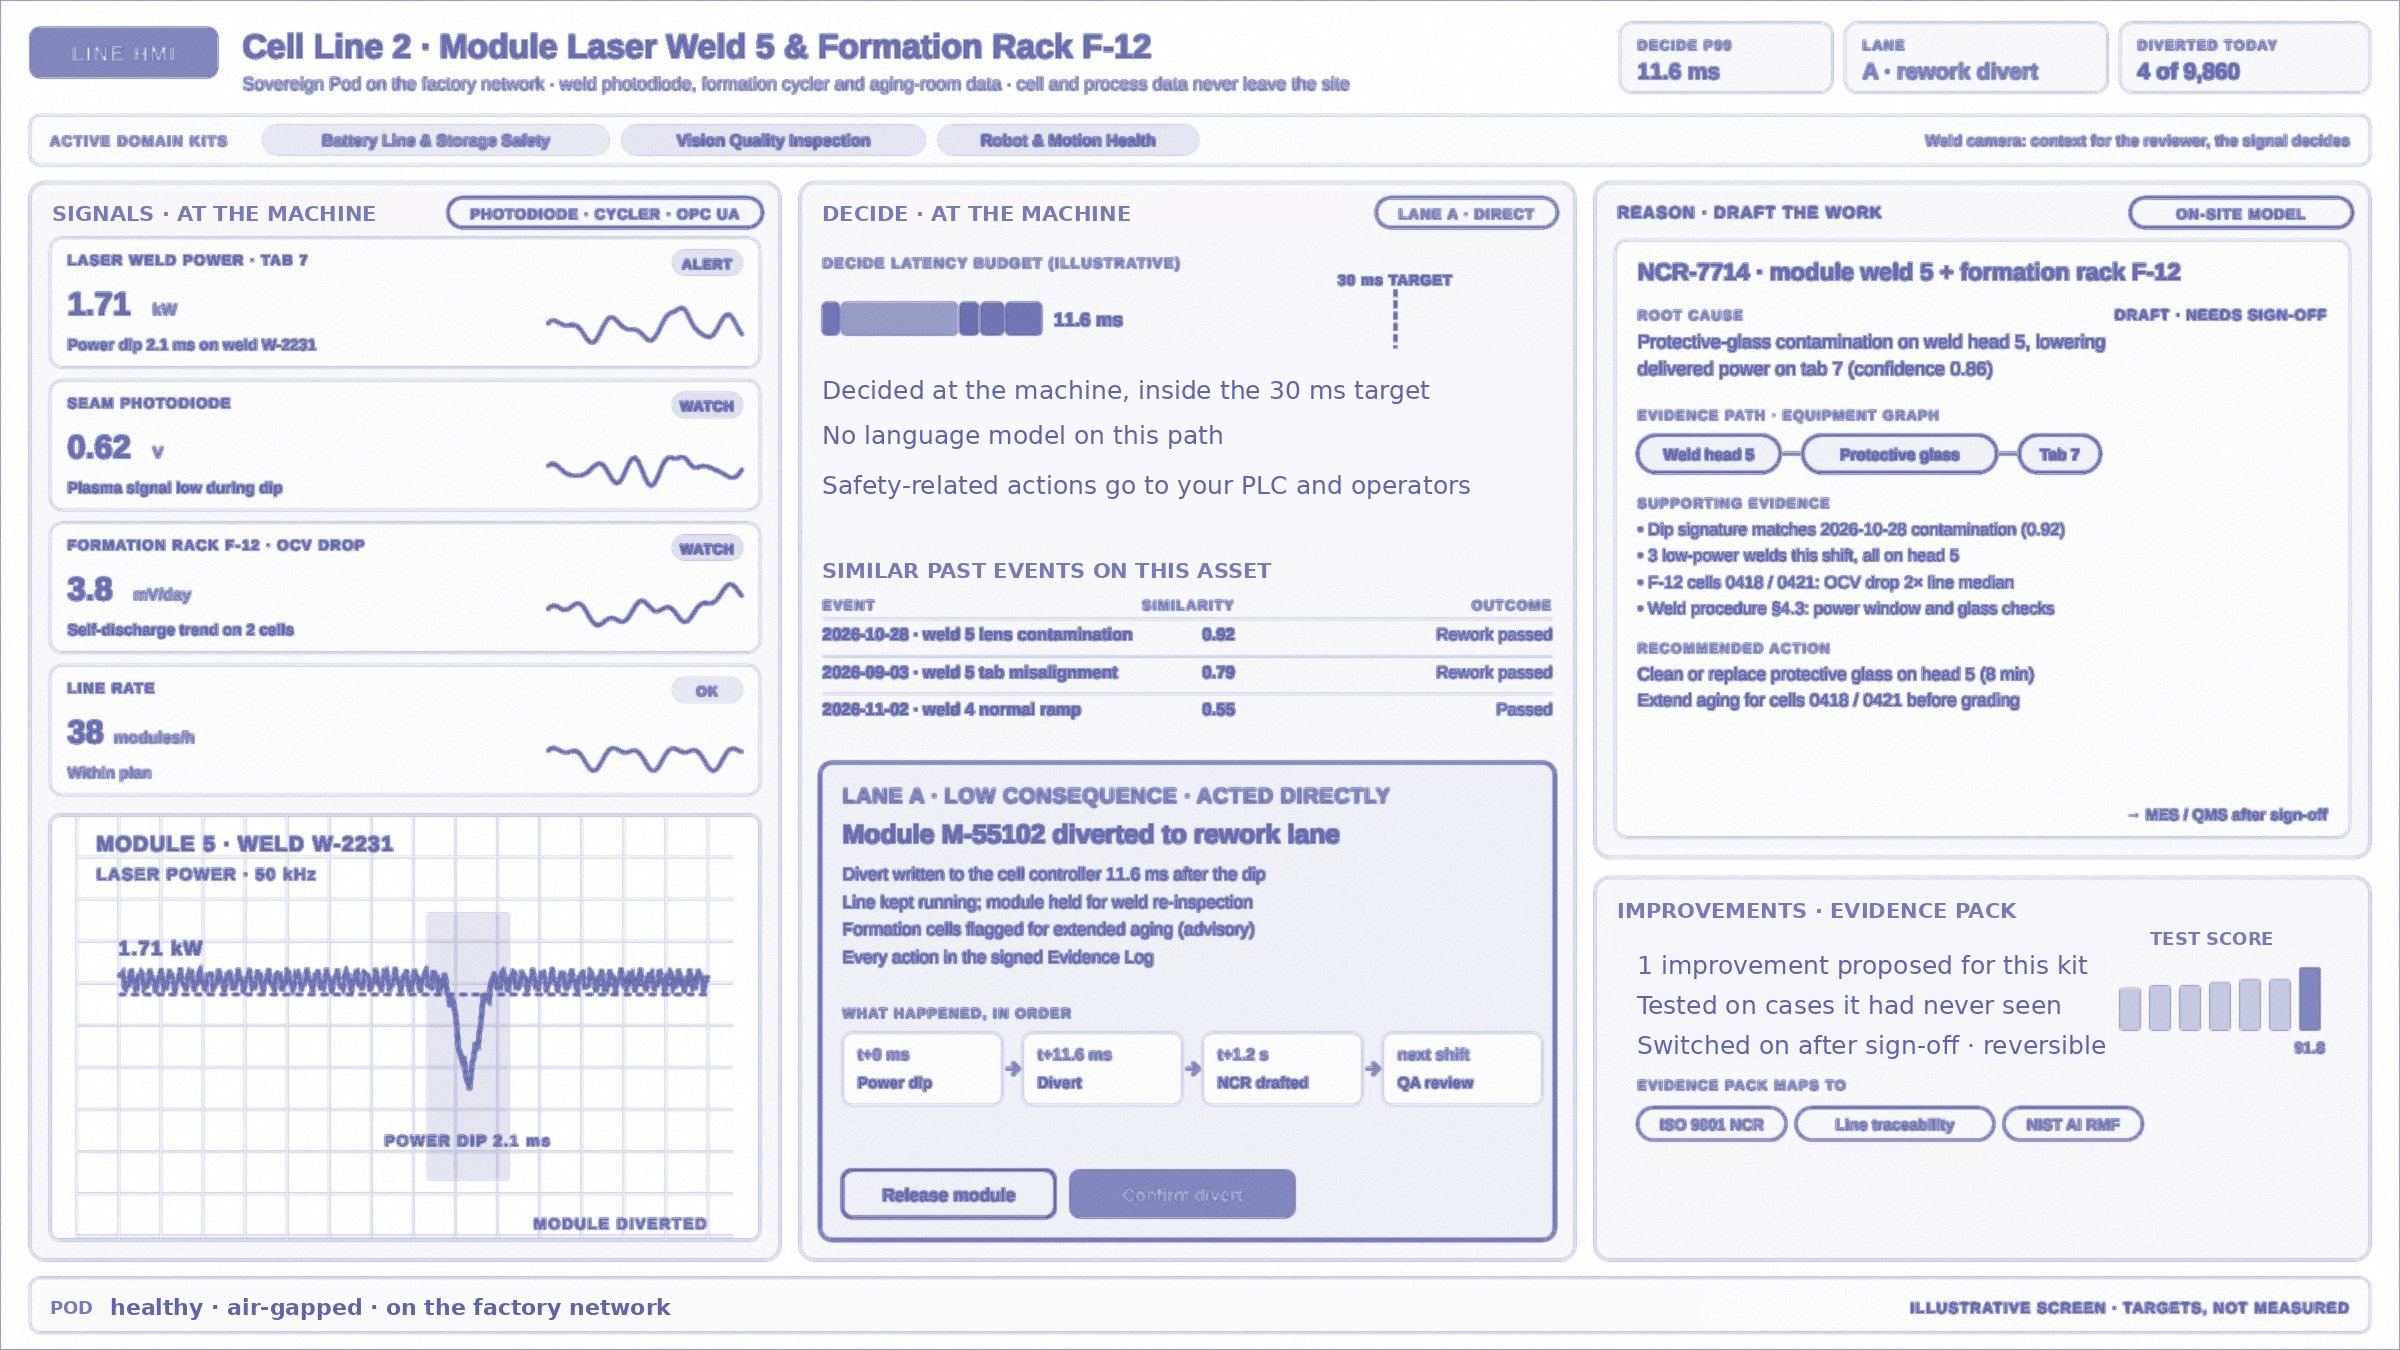 LINE HMI
Cell Line 2 · Module Laser Weld 5 & Formation Rack F-12
Sovereign Pod on the factory network · weld photodiode, formation cycler and aging-room data · cell and process data never leave the site
DECIDE P99
11.6 ms
LANE
A · rework divert
DIVERTED TODAY
4 of 9,860
ACTIVE DOMAIN KITS
Battery Line & Storage Safety
Vision Quality Inspection
Robot & Motion Health
Weld camera: context for the reviewer, the signal decides
SIGNALS · AT THE MACHINE
PHOTODIODE · CYCLER · OPC UA
LASER WELD POWER · TAB 7
ALERT
1.71 kW
Power dip 2.1 ms on weld W-2231
SEAM PHOTODIODE
WATCH
0.62 V
Plasma signal low during dip
FORMATION RACK F-12 · OCV DROP
WATCH
3.8 mV/day
Self-discharge trend on 2 cells
LINE RATE
OK
38 modules/h
Within plan
MODULE 5 · WELD W-2231
LASER POWER · 50 kHz
1.71 kW
POWER DIP 2.1 ms
MODULE DIVERTED
DECIDE · AT THE MACHINE
LANE A · DIRECT
DECIDE LATENCY BUDGET (ILLUSTRATIVE)
30 ms TARGET
11.6 ms
Decided at the machine, inside the 30 ms target
No language model on this path
Safety-related actions go to your PLC and operators
SIMILAR PAST EVENTS ON THIS ASSET
EVENT SIMILARITY OUTCOME
2026-10-28 · weld 5 lens contamination 0.92 Rework passed
2026-09-03 · weld 5 tab misalignment 0.79 Rework passed
2026-11-02 · weld 4 normal ramp 0.55 Passed
LANE A · LOW CONSEQUENCE · ACTED DIRECTLY
Module M-55102 diverted to rework lane
Divert written to the cell controller 11.6 ms after the dip
Line kept running; module held for weld re-inspection
Formation cells flagged for extended aging (advisory)
Every action in the signed Evidence Log
WHAT HAPPENED, IN ORDER
t+0 ms
Power dip
t+11.6 ms
Divert
t+1.2 s
NCR drafted
next shift
QA review
Release module
Confirm divert
REASON · DRAFT THE WORK
ON-SITE MODEL
NCR-7714 · module weld 5 + formation rack F-12
ROOT CAUSE
DRAFT · NEEDS SIGN-OFF
Protective-glass contamination on weld head 5, lowering
delivered power on tab 7 (confidence 0.86)
EVIDENCE PATH · EQUIPMENT GRAPH
Weld head 5
Protective glass
Tab 7
SUPPORTING EVIDENCE
• Dip signature matches 2026-10-28 contamination (0.92)
• 3 low-power welds this shift, all on head 5
• F-12 cells 0418 / 0421: OCV drop 2× line median
• Weld procedure §4.3: power window and glass checks
RECOMMENDED ACTION
Clean or replace protective glass on head 5 (8 min)
Extend aging for cells 0418 / 0421 before grading
→ MES / QMS after sign-off
IMPROVEMENTS · EVIDENCE PACK
TEST SCORE
1 improvement proposed for this kit
Tested on cases it had never seen
Switched on after sign-off · reversible
91.8
EVIDENCE PACK MAPS TO
ISO 9001 NCR
Line traceability
NIST AI RMF
POD healthy · air-gapped · on the factory network
ILLUSTRATIVE SCREEN · TARGETS, NOT MEASURED